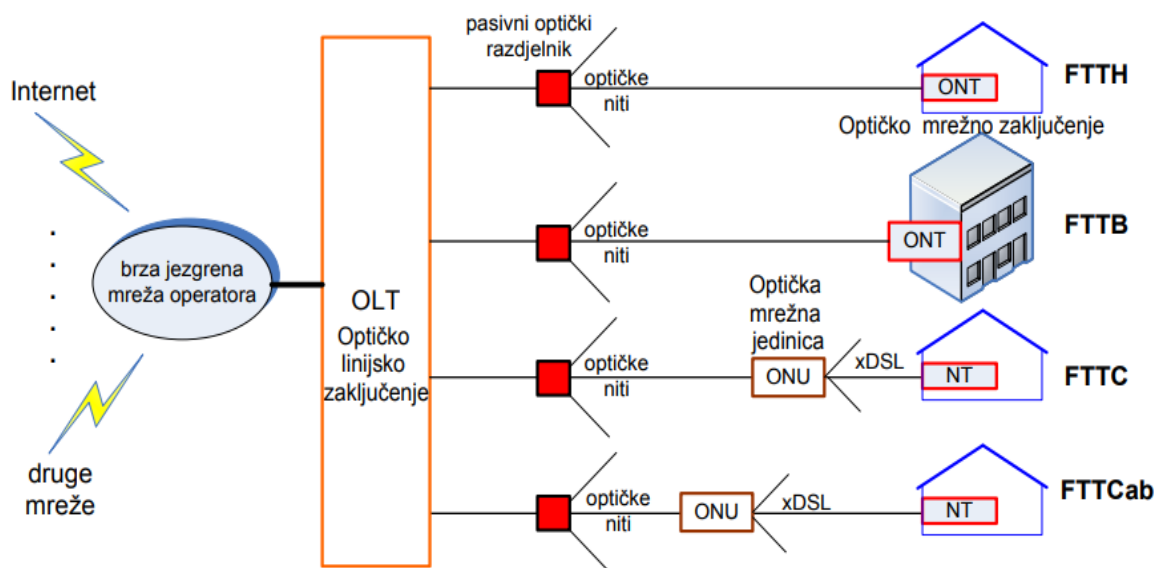 Internet
.
.
.
.
.
druge
mreže
brza jezgrena
mreža operatora
OLT
Optičko
linijsko
zaključenje
pasivni optički
razdjelnik
optičke
niti
ONT
FTTH
Optičko mrežno zaključenje
optičke
niti
ONT
FTTB
optičke
niti
Optička
mrežna
jedinica
ONU
xDSL
NT
FTTC
optičke
niti
ONU
xDSL
NT
FTTCab